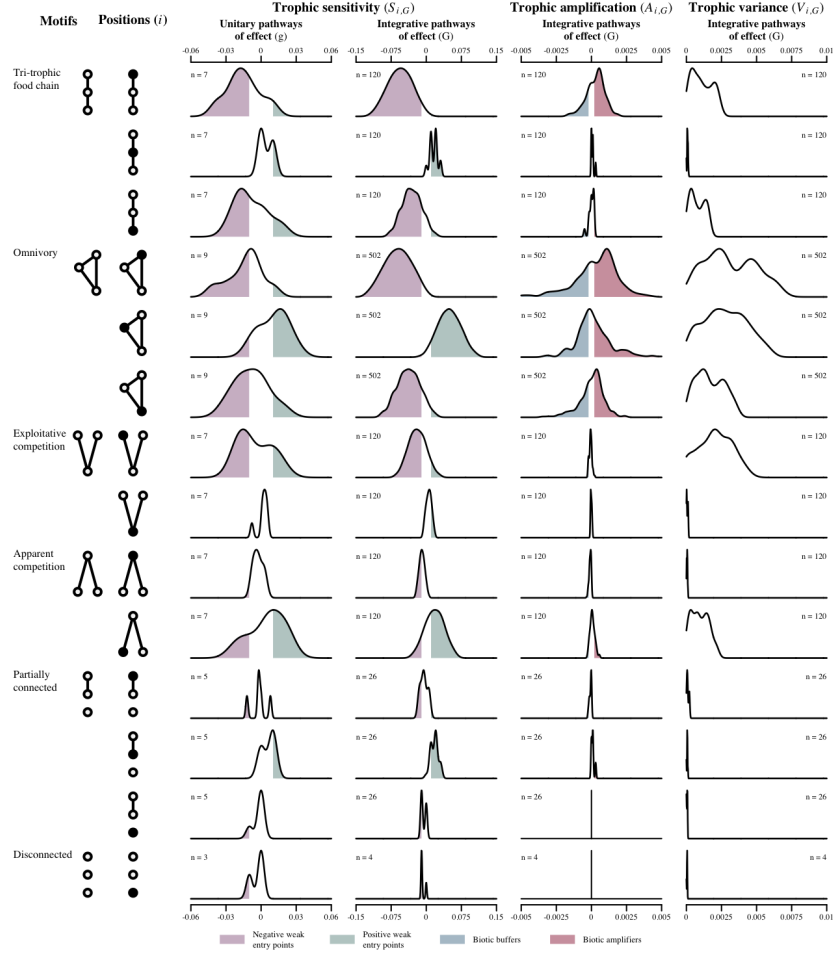 Motifs
Positions (i)
Trophic sensitivity (S_{i,G})
Trophic amplification (A_{i,G})
Trophic variance (V_{i,G})
Unitary pathways
of effect (g)
Integrative pathways
of effect (G)
Integrative pathways
of effect (G)
Integrative pathways
of effect (G)
-0.06 -0.03 0 0.03 0.06
-0.15 -0.075 0 0.075 0.15
-0.005 -0.0025 0 0.0025 0.005
0 0.0025 0.005 0.0075 0.01
Tri-trophic
food chain
n = 7 n = 120 n = 120 n = 120
n = 7 n = 120 n = 120 n = 120
n = 7 n = 120 n = 120 n = 120
Omnivory
n = 9 n = 502 n = 502 n = 502
n = 9 n = 502 n = 502 n = 502
n = 9 n = 502 n = 502 n = 502
Exploitative
competition
n = 7 n = 120 n = 120 n = 120
n = 7 n = 120 n = 120 n = 120
Apparent
competition
n = 7 n = 120 n = 120 n = 120
n = 7 n = 120 n = 120 n = 120
Partially
connected
n = 5 n = 26 n = 26 n = 26
n = 5 n = 26 n = 26 n = 26
n = 5 n = 26 n = 26 n = 26
Disconnected
n = 3 n = 4 n = 4 n = 4
-0.06 -0.03 0 0.03 0.06
-0.15 -0.075 0 0.075 0.15
-0.005 -0.0025 0 0.0025 0.005
0 0.0025 0.005 0.0075 0.01
Negative weak
entry points
Positive weak
entry points
Biotic buffers
Biotic amplifiers